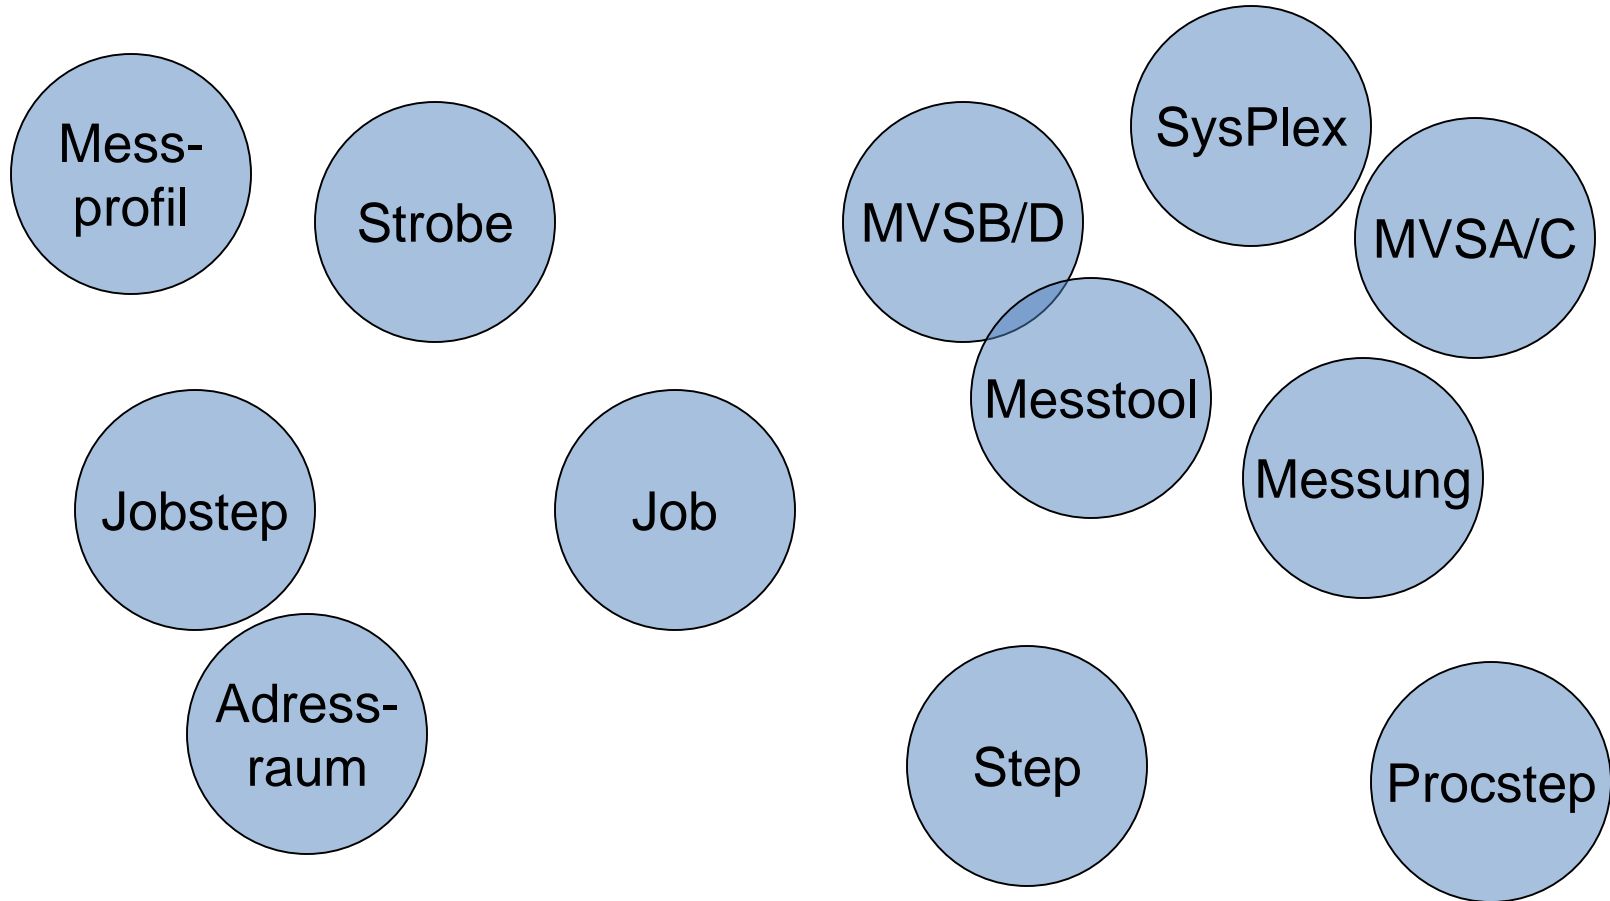 Mess-
profil
Strobe
MVSB/D
SysPlex
MVSA/C
Messtool
Messung
Jobstep
Job
Adress-
raum
Step
Procstep